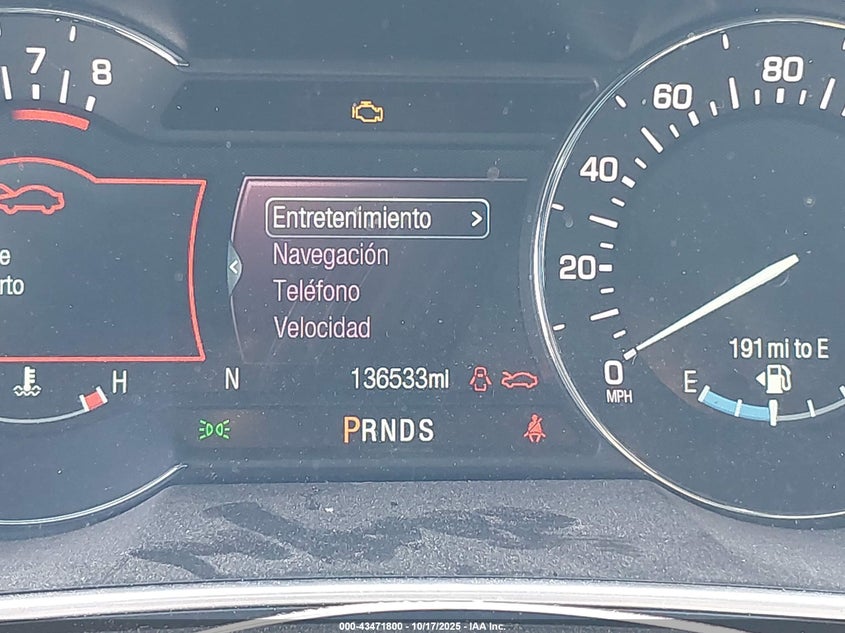 7
8
80
60
40
20
0
MPH
Entretenimiento >
Navegación
Teléfono
Velocidad
e
rto
H
N
136533ml
191 mi to E
E
PRNDS
000-43471800 - 10/17/2025 - IAA Inc.